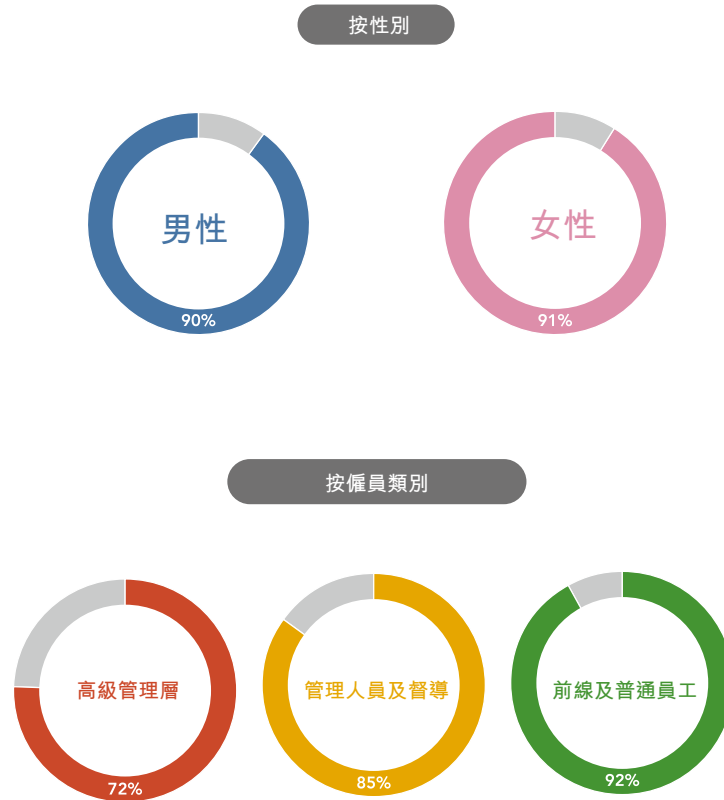 按性別
男性
女性
90%
91%
按僱員類別
高級管理層
管理人員及督導
前線及普通員工
72%
85%
92%